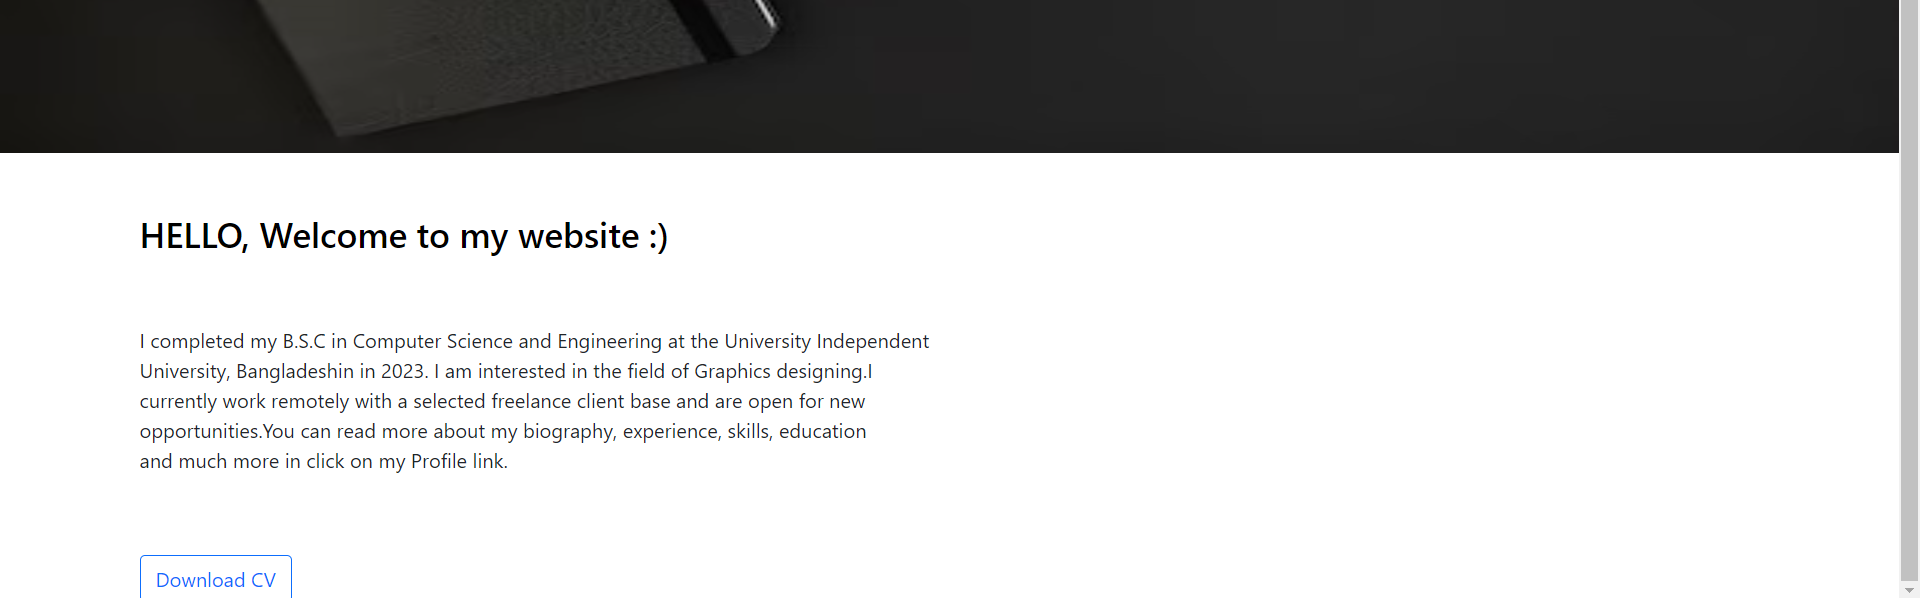 HELLO, Welcome to my website :)
I completed my B.S.C in Computer Science and Engineering at the University Independent
University, Bangladeshin in 2023. I am interested in the field of Graphics designing.I
currently work remotely with a selected freelance client base and are open for new
opportunities.You can read more about my biography, experience, skills, education
and much more in click on my Profile link.
Download CV